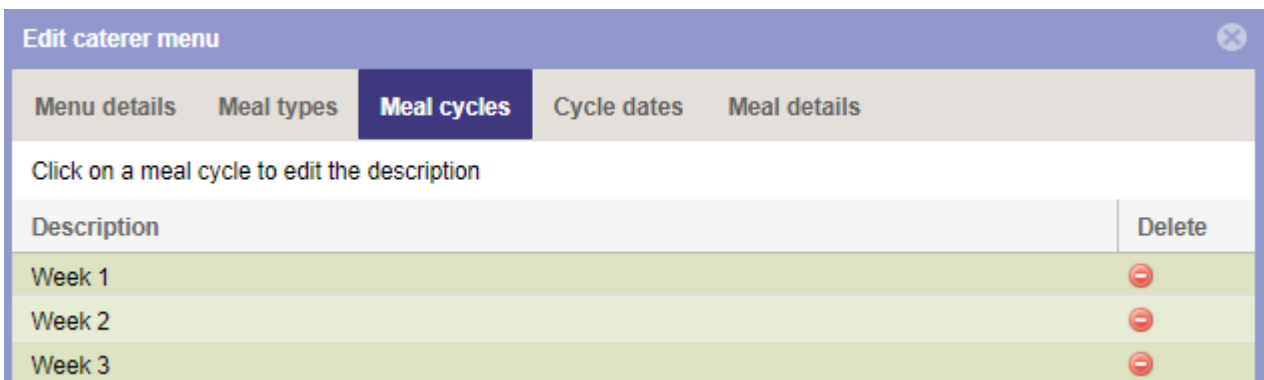 Edit caterer menu
Menu details Meal types Meal cycles Cycle dates Meal details
Click on a meal cycle to edit the description
Description Delete
Week 1
Week 2
Week 3